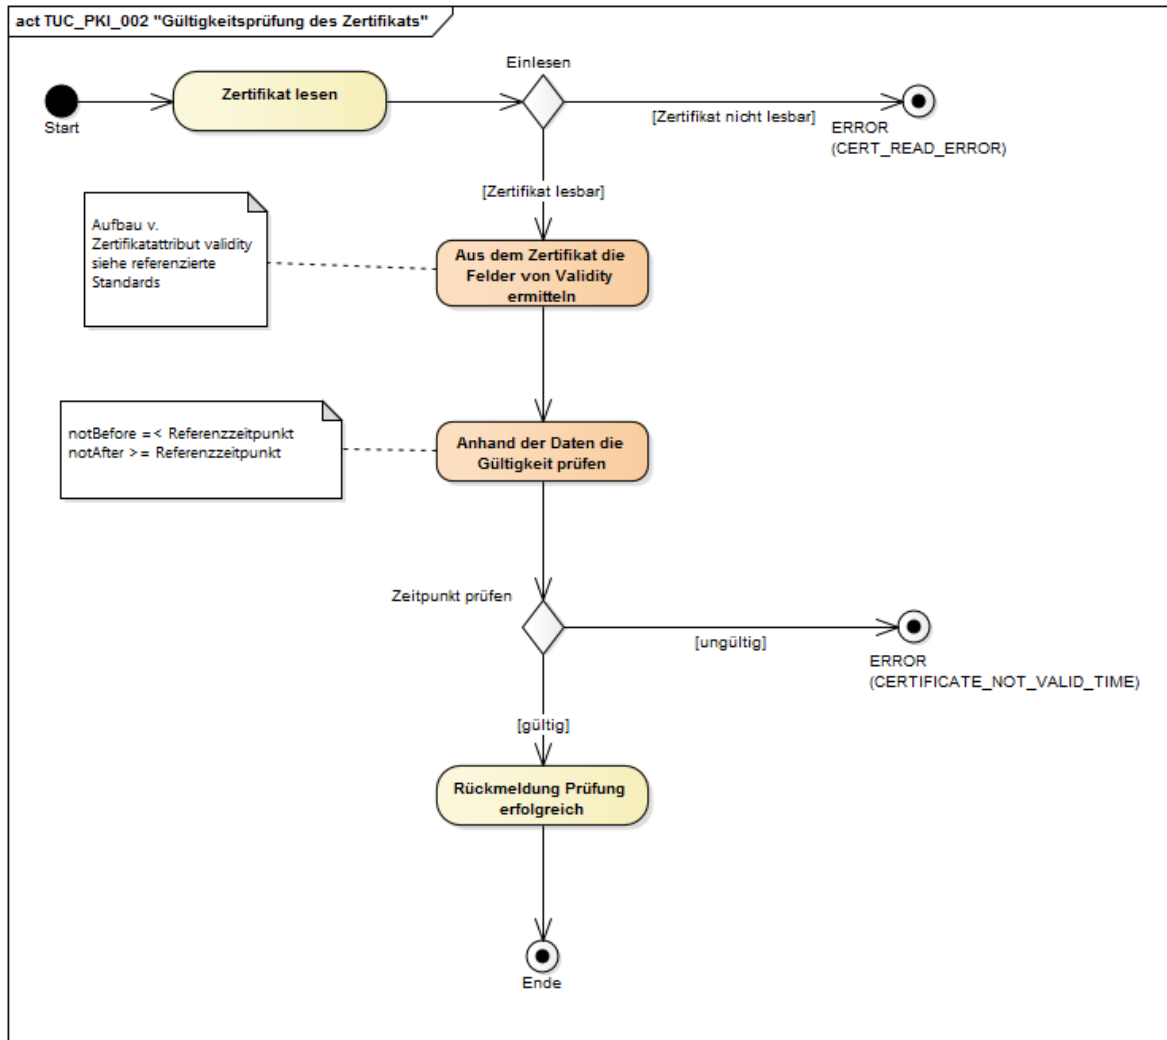 act TUC_PKI_002 "Gültigkeitsprüfung des Zertifikats"
Einlesen
Zertifikat lesen
Start
[Zertifikat nicht lesbar]
ERROR
(CERT_READ_ERROR)
[Zertifikat lesbar]
Aufbau v.
Zertifikatattribut validity
siehe referenzierte
Standards
Aus dem Zertifikat die
Felder von Validity
ermitteln
notBefore =< Referenzzeitpunkt
notAfter >= Referenzzeitpunkt
Anhand der Daten die
Gültigkeit prüfen
Zeitpunkt prüfen
[ungültig]
ERROR
(CERTIFICATE_NOT_VALID_TIME)
[gültig]
Rückmeldung Prüfung
erfolgreich
Ende